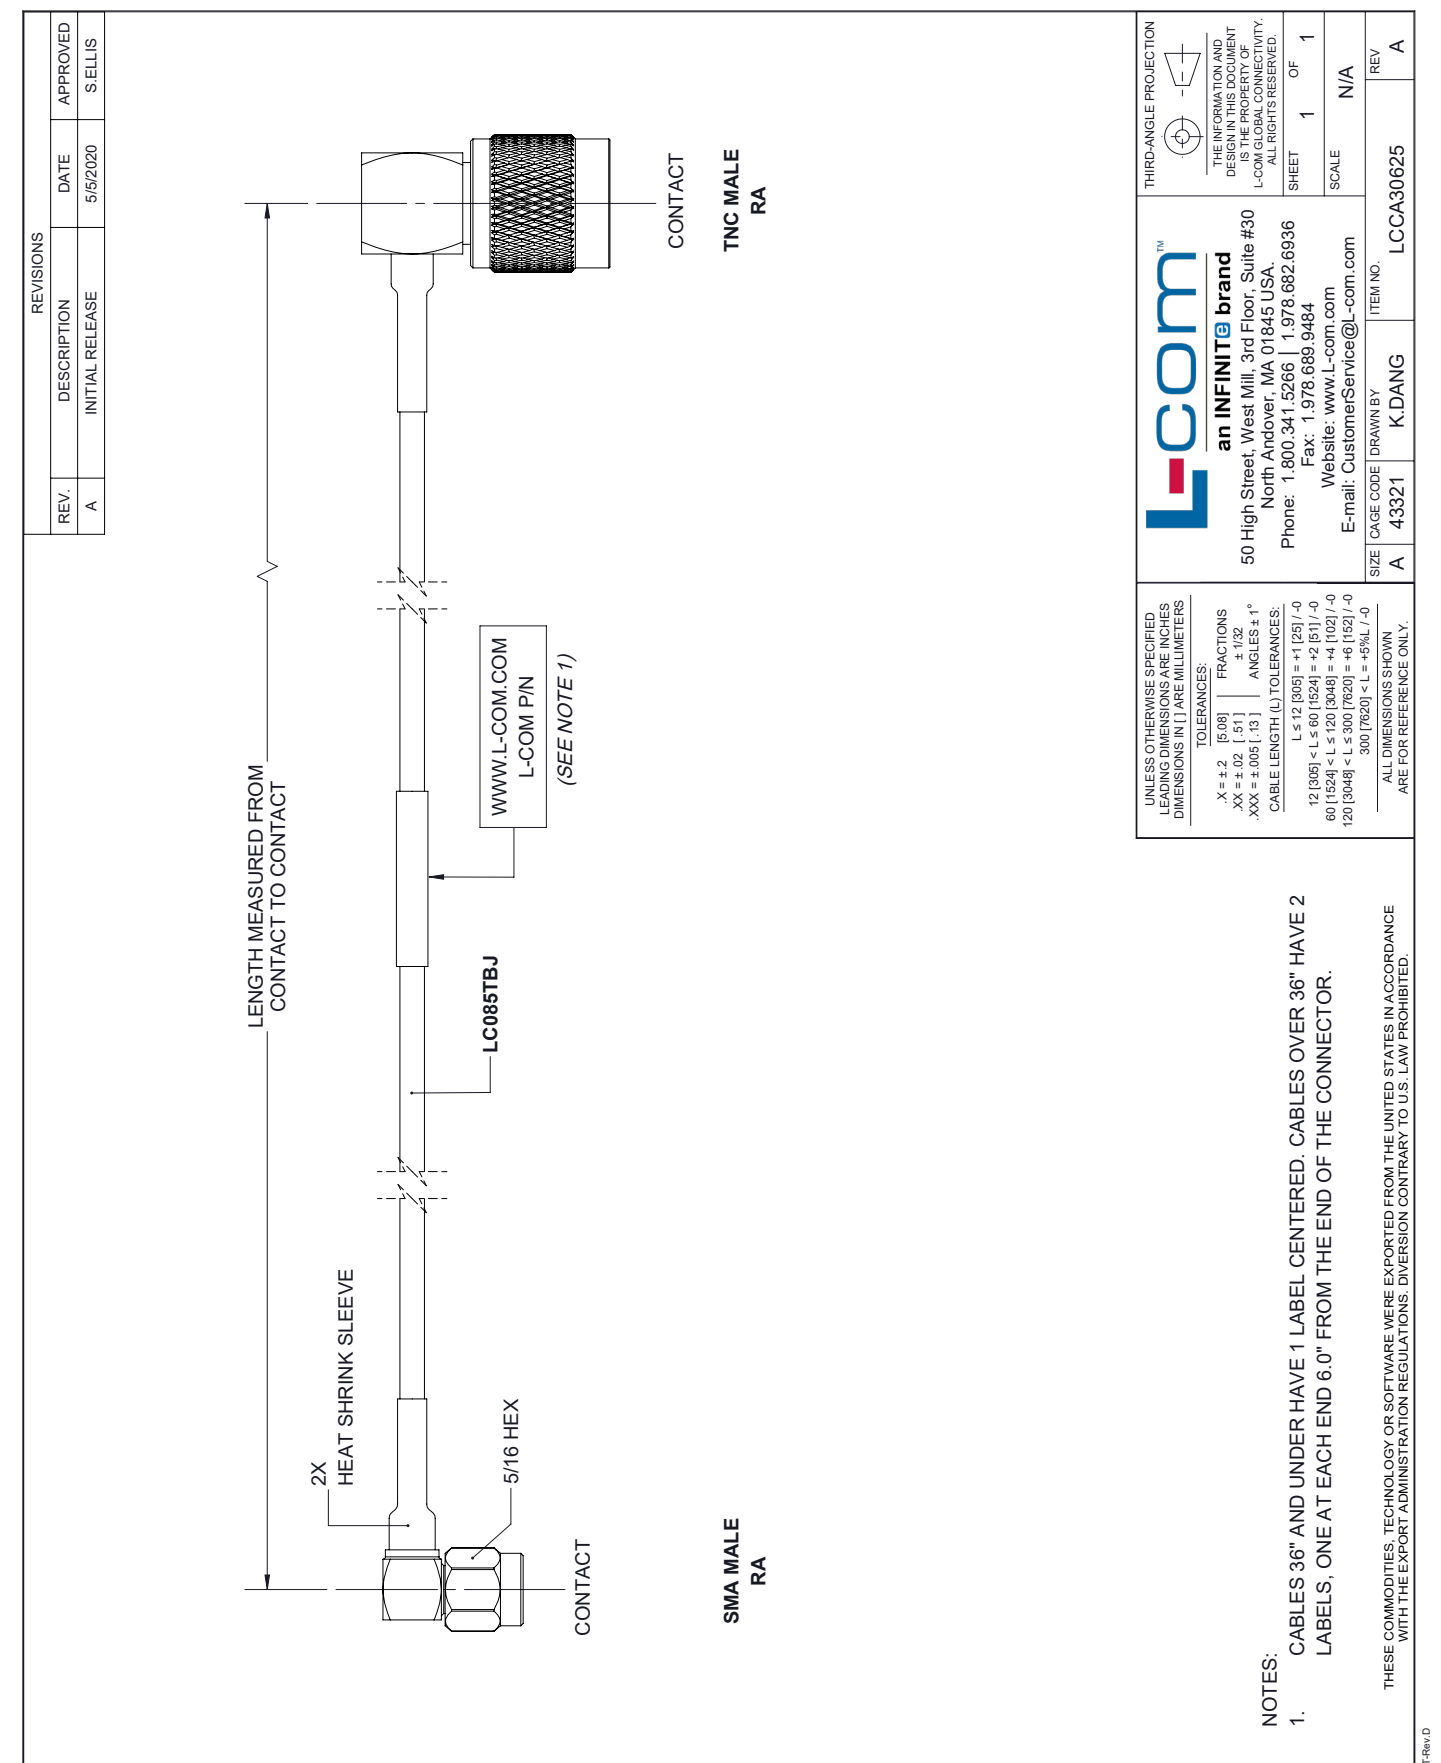 REVISIONS
REV. DESCRIPTION DATE APPROVED
A INITIAL RELEASE 5/5/2020 S.ELLIS
LENGTH MEASURED FROM
CONTACT TO CONTACT
2X
HEAT SHRINK SLEEVE
5/16 HEX
CONTACT
SMA MALE
RA
LC085TBJ
WWW.L-COM.COM
L-COM P/N
(SEE NOTE 1)
CONTACT
TNC MALE
RA
NOTES:
1. CABLES 36" AND UNDER HAVE 1 LABEL CENTERED. CABLES OVER 36" HAVE 2
LABELS, ONE AT EACH END 6.0" FROM THE END OF THE CONNECTOR.
THESE COMMODITIES, TECHNOLOGY OR SOFTWARE WERE EXPORTED FROM THE UNITED STATES IN ACCORDANCE
WITH THE EXPORT ADMINISTRATION REGULATIONS. DIVERSION CONTRARY TO U.S. LAW PROHIBITED.
UNLESS OTHERWISE SPECIFIED
LEADING DIMENSIONS ARE INCHES
DIMENSIONS IN [ ] ARE MILLIMETERS
TOLERANCES:
.X = ± .2 [5.08] FRACTIONS
.XX = ± .02 [ .51 ] ± 1/32
.XXX = ± .005 [ .13 ] ANGLES ± 1°
CABLE LENGTH (L) TOLERANCES:
L ≤ 12 [305] = +1 [25] / -0
12 [305] < L ≤ 60 [1524] = +2 [51] / -0
60 [1524] < L ≤ 120 [3048] = +4 [102] / -0
120 [3048] < L ≤ 300 [7620] = +6 [152] / -0
300 [7620] < L = +5%L / -0
ALL DIMENSIONS SHOWN
ARE FOR REFERENCE ONLY.
L-com™
an INFINITe brand
50 High Street, West Mill, 3rd Floor, Suite #30
North Andover, MA 01845 USA.
Phone: 1.800.341.5266 | 1.978.682.6936
Fax: 1.978.689.9484
Website: www.L-com.com
E-mail: CustomerService@L-com.com
THIRD-ANGLE PROJECTION
THE INFORMATION AND
DESIGN IN THIS DOCUMENT
IS THE PROPERTY OF
L-COM GLOBAL CONNECTIVITY.
ALL RIGHTS RESERVED.
SHEET 1 OF 1
SCALE N/A
SIZE A
CAGE CODE 43321
DRAWN BY K.DANG
ITEM NO. LCCA30625
REV A
T-Rev.D